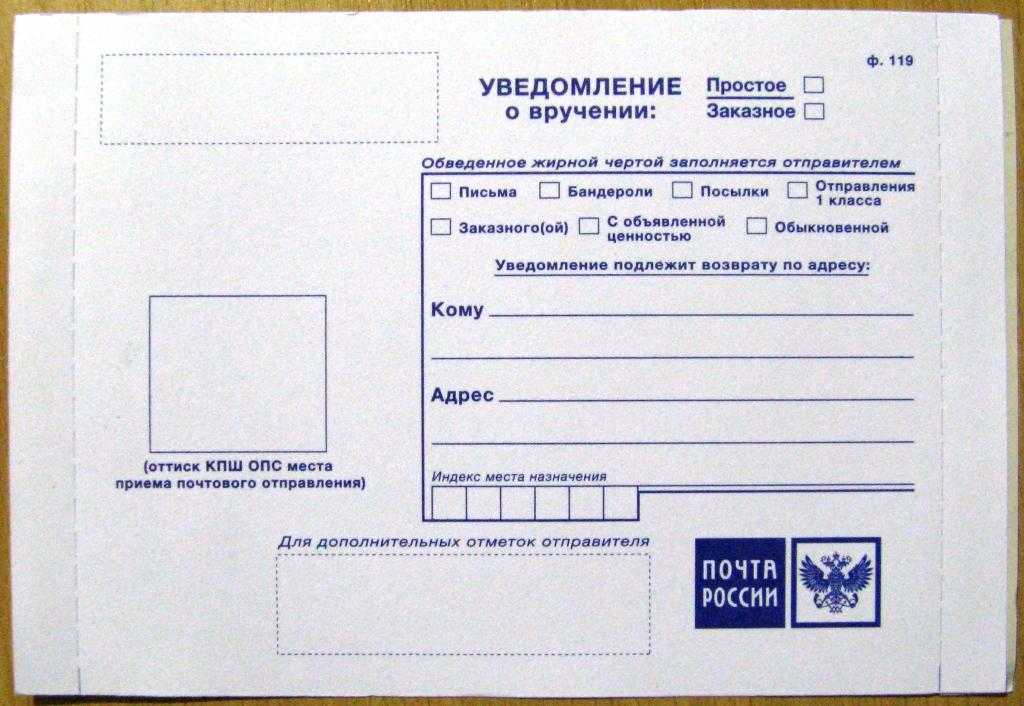 ф. 119
УВЕДОМЛЕНИЕ
о вручении:
Простое
Заказное
Обведенное жирной чертой заполняется отправителем
Письма Бандероли Посылки Отправления
1 класса
Заказного(ой) С объявленной
ценностью Обыкновенной
Уведомление подлежит возврату по адресу:
Кому
Адрес
Индекс места назначения
(оттиск КПШ ОПС места
приема почтового отправления)
Для дополнительных отметок отправителя
ПОЧТА
РОССИИ